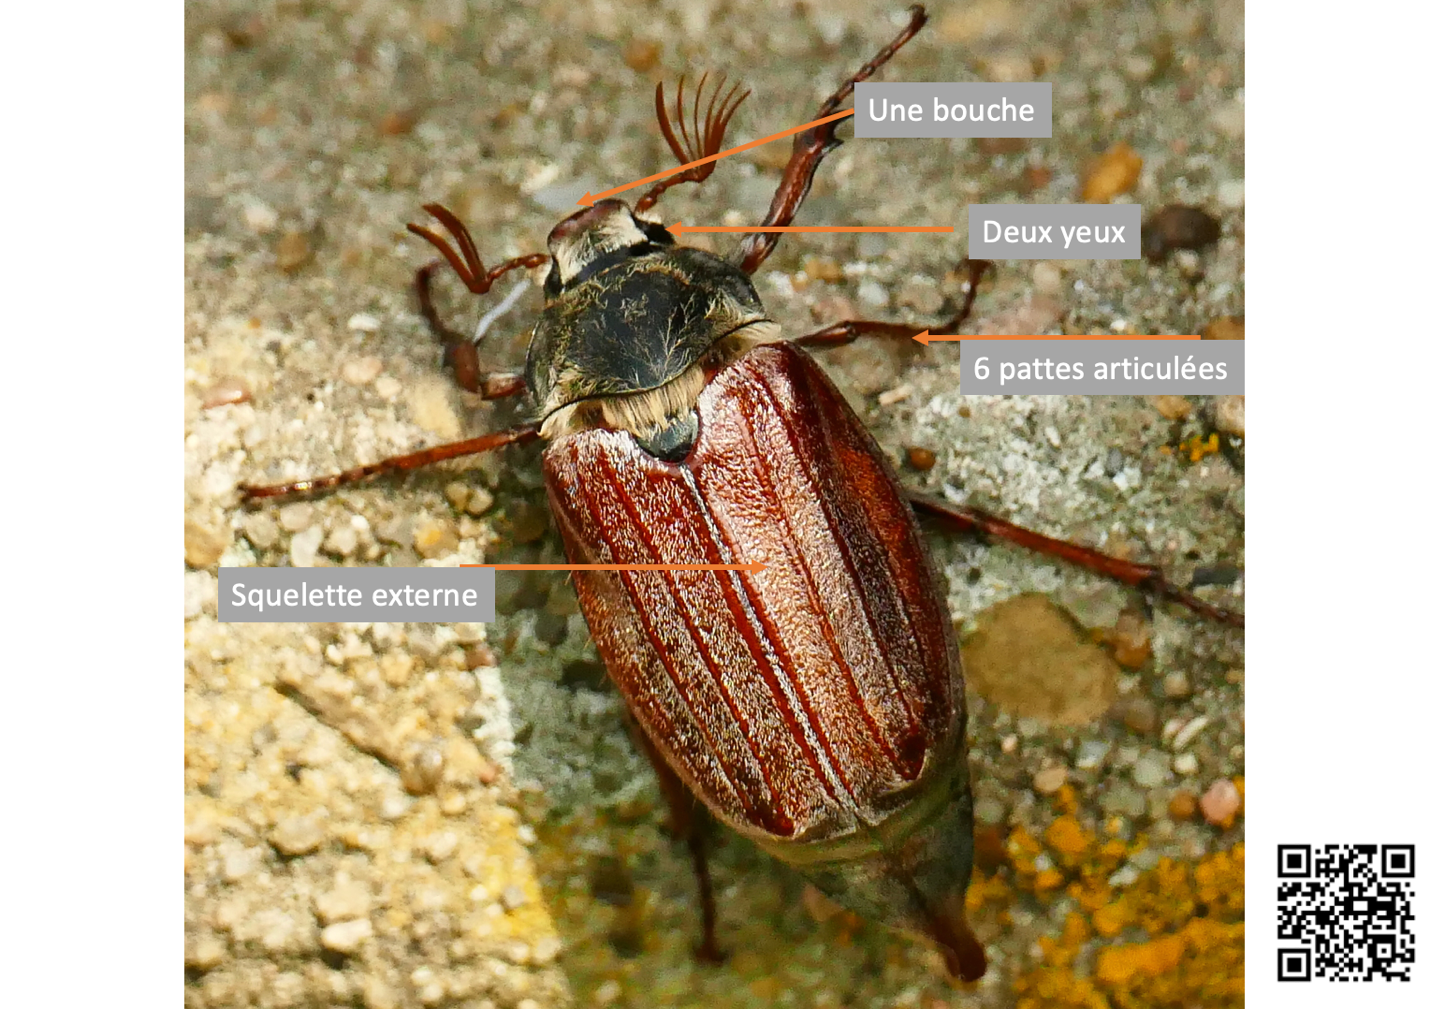 Une bouche
Deux yeux
6 pattes articulées
Squelette externe